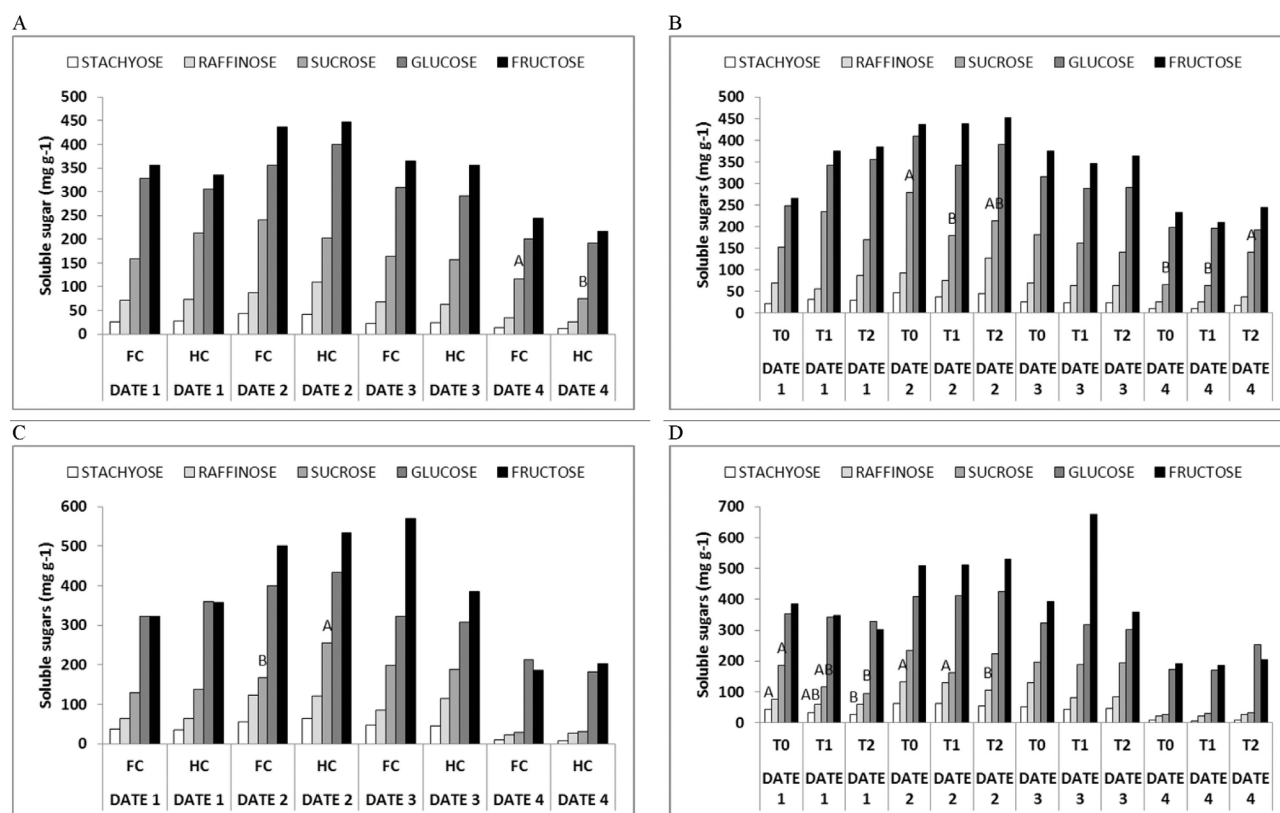 A
STACHYOSE RAFFINOSE SUCROSE GLUCOSE FRUCTOSE
Soluble sugar (mg g-1)
500
450
400
350
300
250
200
150
100
50
0
A
B
FC HC FC HC FC HC FC HC
DATE 1 DATE 1 DATE 2 DATE 2 DATE 3 DATE 3 DATE 4 DATE 4
B
STACHYOSE RAFFINOSE SUCROSE GLUCOSE FRUCTOSE
Soluble sugars (mg g-1)
500
450
400
350
300
250
200
150
100
50
0
A
B
AB
B
B
A
T0 T1 T2 T0 T1 T2 T0 T1 T2 T0 T1 T2
DATE DATE DATE DATE DATE DATE DATE DATE DATE DATE DATE DATE
1 1 1 2 2 2 3 3 3 4 4 4
C
STACHYOSE RAFFINOSE SUCROSE GLUCOSE FRUCTOSE
Soluble sugars (mg g-1)
600
500
400
300
200
100
0
B
A
FC HC FC HC FC HC FC HC
DATE 1 DATE 1 DATE 2 DATE 2 DATE 3 DATE 3 DATE 4 DATE 4
D
STACHYOSE RAFFINOSE SUCROSE GLUCOSE FRUCTOSE
Soluble sugars (mg g-1)
700
600
500
400
300
200
100
0
A
A
AB
AB
B
B
A
A
B
T0 T1 T2 T0 T1 T2 T0 T1 T2 T0 T1 T2
DATE DATE DATE DATE DATE DATE DATE DATE DATE DATE DATE DATE
1 1 1 2 2 2 3 3 3 4 4 4